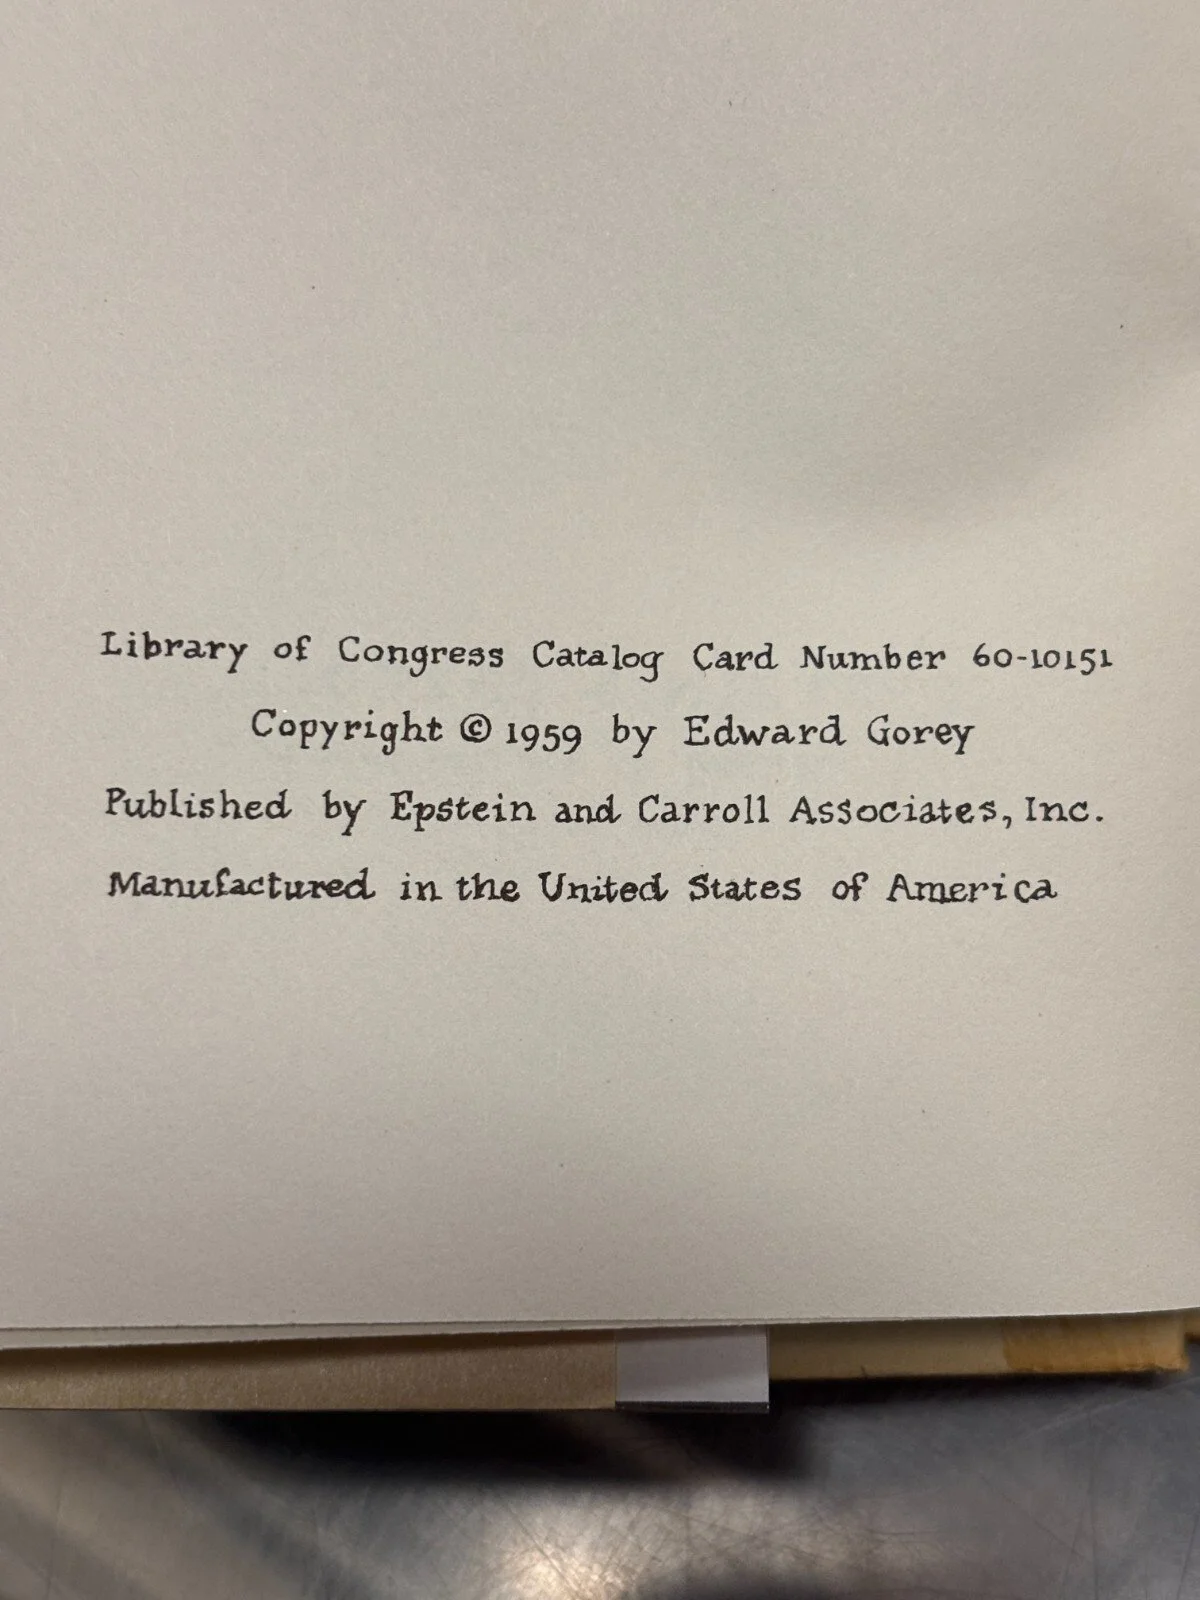 Library of Congress Catalog Card Number 60-10151
Copyright © 1959 by Edward Gorey
Published by Epstein and Carroll Associates, Inc.
Manufactured in the United States of America